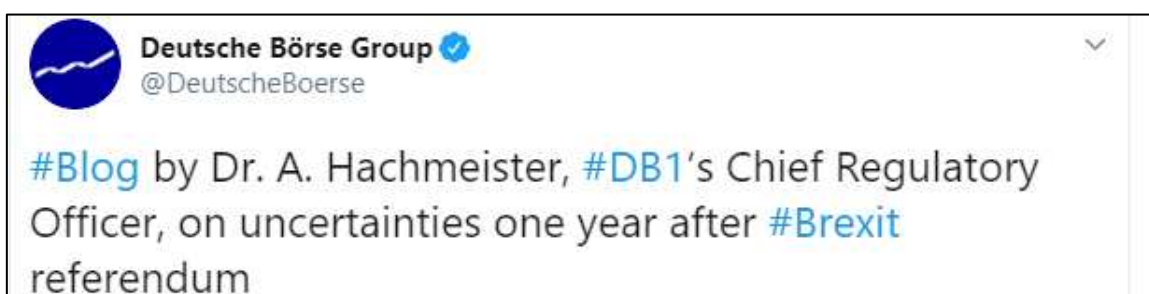 Deutsche Börse Group
@DeutscheBoerse
#Blog by Dr. A. Hachmeister, #DB1's Chief Regulatory
Officer, on uncertainties one year after #Brexit
referendum